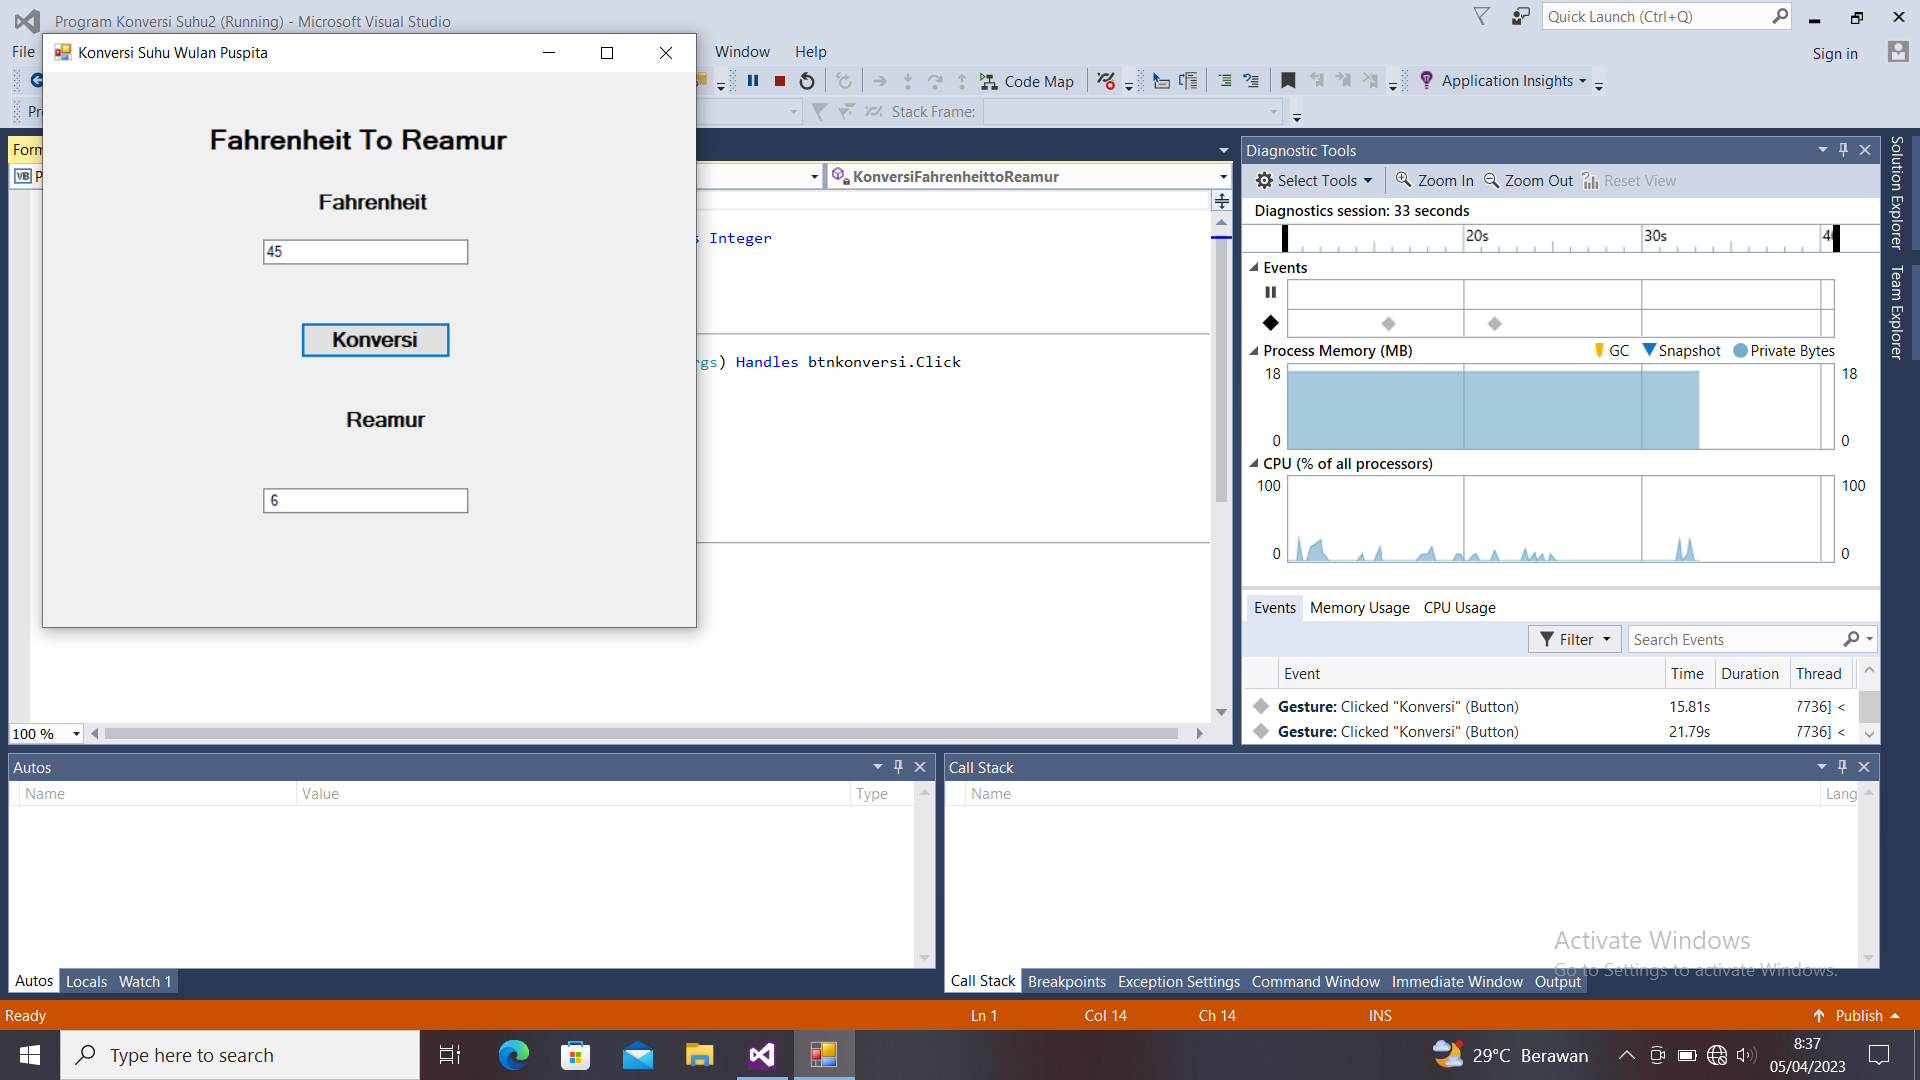 Program Konversi Suhu2 (Running) - Microsoft Visual Studio
Quick Launch (Ctrl+Q)
File
Window Help
Sign in
Konversi Suhu Wulan Puspita
Code Map
Application Insights
Stack Frame:
Fahrenheit To Reamur
Fahrenheit
45
Konversi
Reamur
6
KonversiFahrenheittoReamur
Integer
gs) Handles btnkonversi.Click
100 %
Diagnostic Tools
Select Tools Zoom In Zoom Out Reset View
Diagnostics session: 33 seconds
20s 30s
Events
Process Memory (MB) GC Snapshot Private Bytes
18 18
0 0
CPU (% of all processors)
100 100
0 0
Events Memory Usage CPU Usage
Filter Search Events
Event Time Duration Thread
Gesture: Clicked "Konversi" (Button) 15.81s 7736] <
Gesture: Clicked "Konversi" (Button) 21.79s 7736] <
Solution Explorer
Team Explorer
Autos
Name Value Type
Autos Locals Watch 1
Call Stack
Name Lang
Call Stack Breakpoints Exception Settings Command Window Immediate Window Output
Activate Windows
Go to Settings to activate Windows.
Ready Ln 1 Col 14 Ch 14 INS Publish
Type here to search
29°C Berawan
8:37
05/04/2023